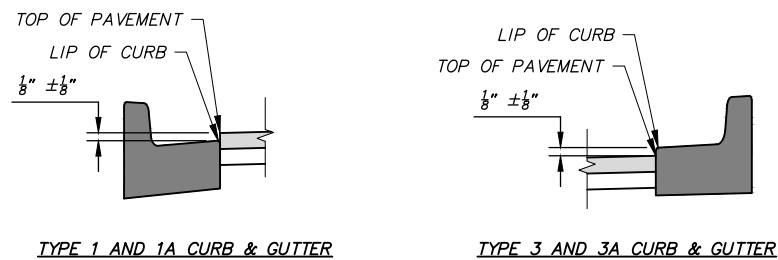 TOP OF PAVEMENT
LIP OF CURB
1/8" ±1/8"
TYPE 1 AND 1A CURB & GUTTER
LIP OF CURB
TOP OF PAVEMENT
1/8" ±1/8"
TYPE 3 AND 3A CURB & GUTTER